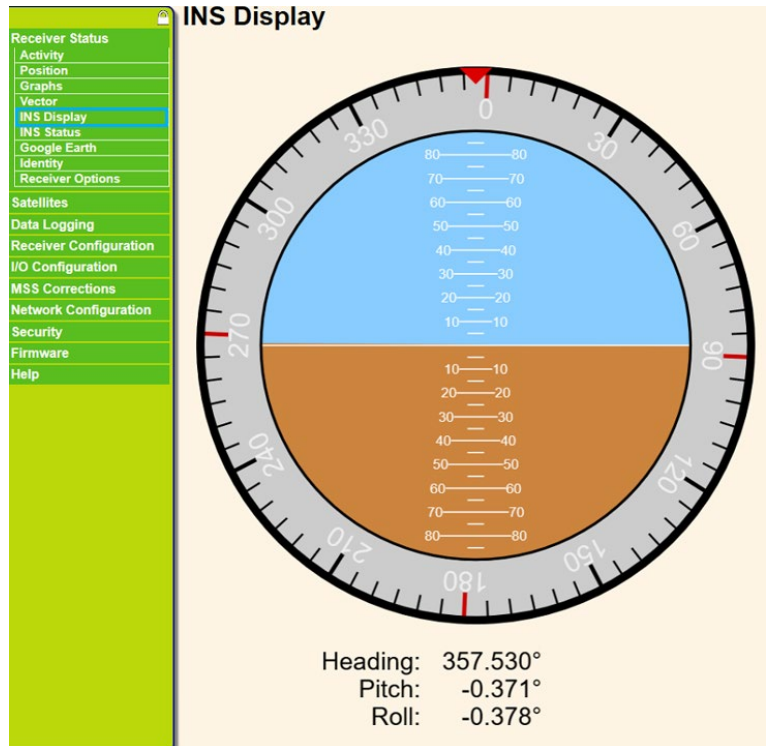 INS Display
Receiver Status
Activity
Position
Graphs
Vector
INS Display
INS Status
Google Earth
Identity
Receiver Options
Satellites
Data Logging
Receiver Configuration
I/O Configuration
MSS Corrections
Network Configuration
Security
Firmware
Help
0
30
60
90
120
150
180
210
240
270
300
330
80 80
70 70
60 60
50 50
40 40
30 30
20 20
10 10
10 10
20 20
30 30
40 40
50 50
60 60
70 70
80 80
Heading: 357.530°
Pitch: -0.371°
Roll: -0.378°